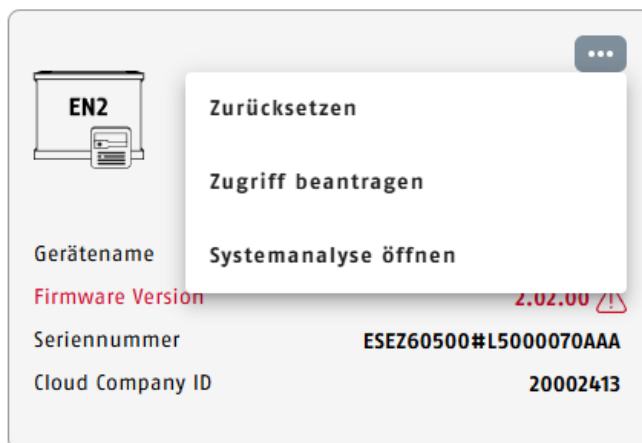 EN2
Zurücksetzen
Zugriff beantragen
Systemanalyse öffnen
Gerätename
Firmware Version 2.02.00
Seriennummer ESEZ60500#L5000070AAA
Cloud Company ID 20002413